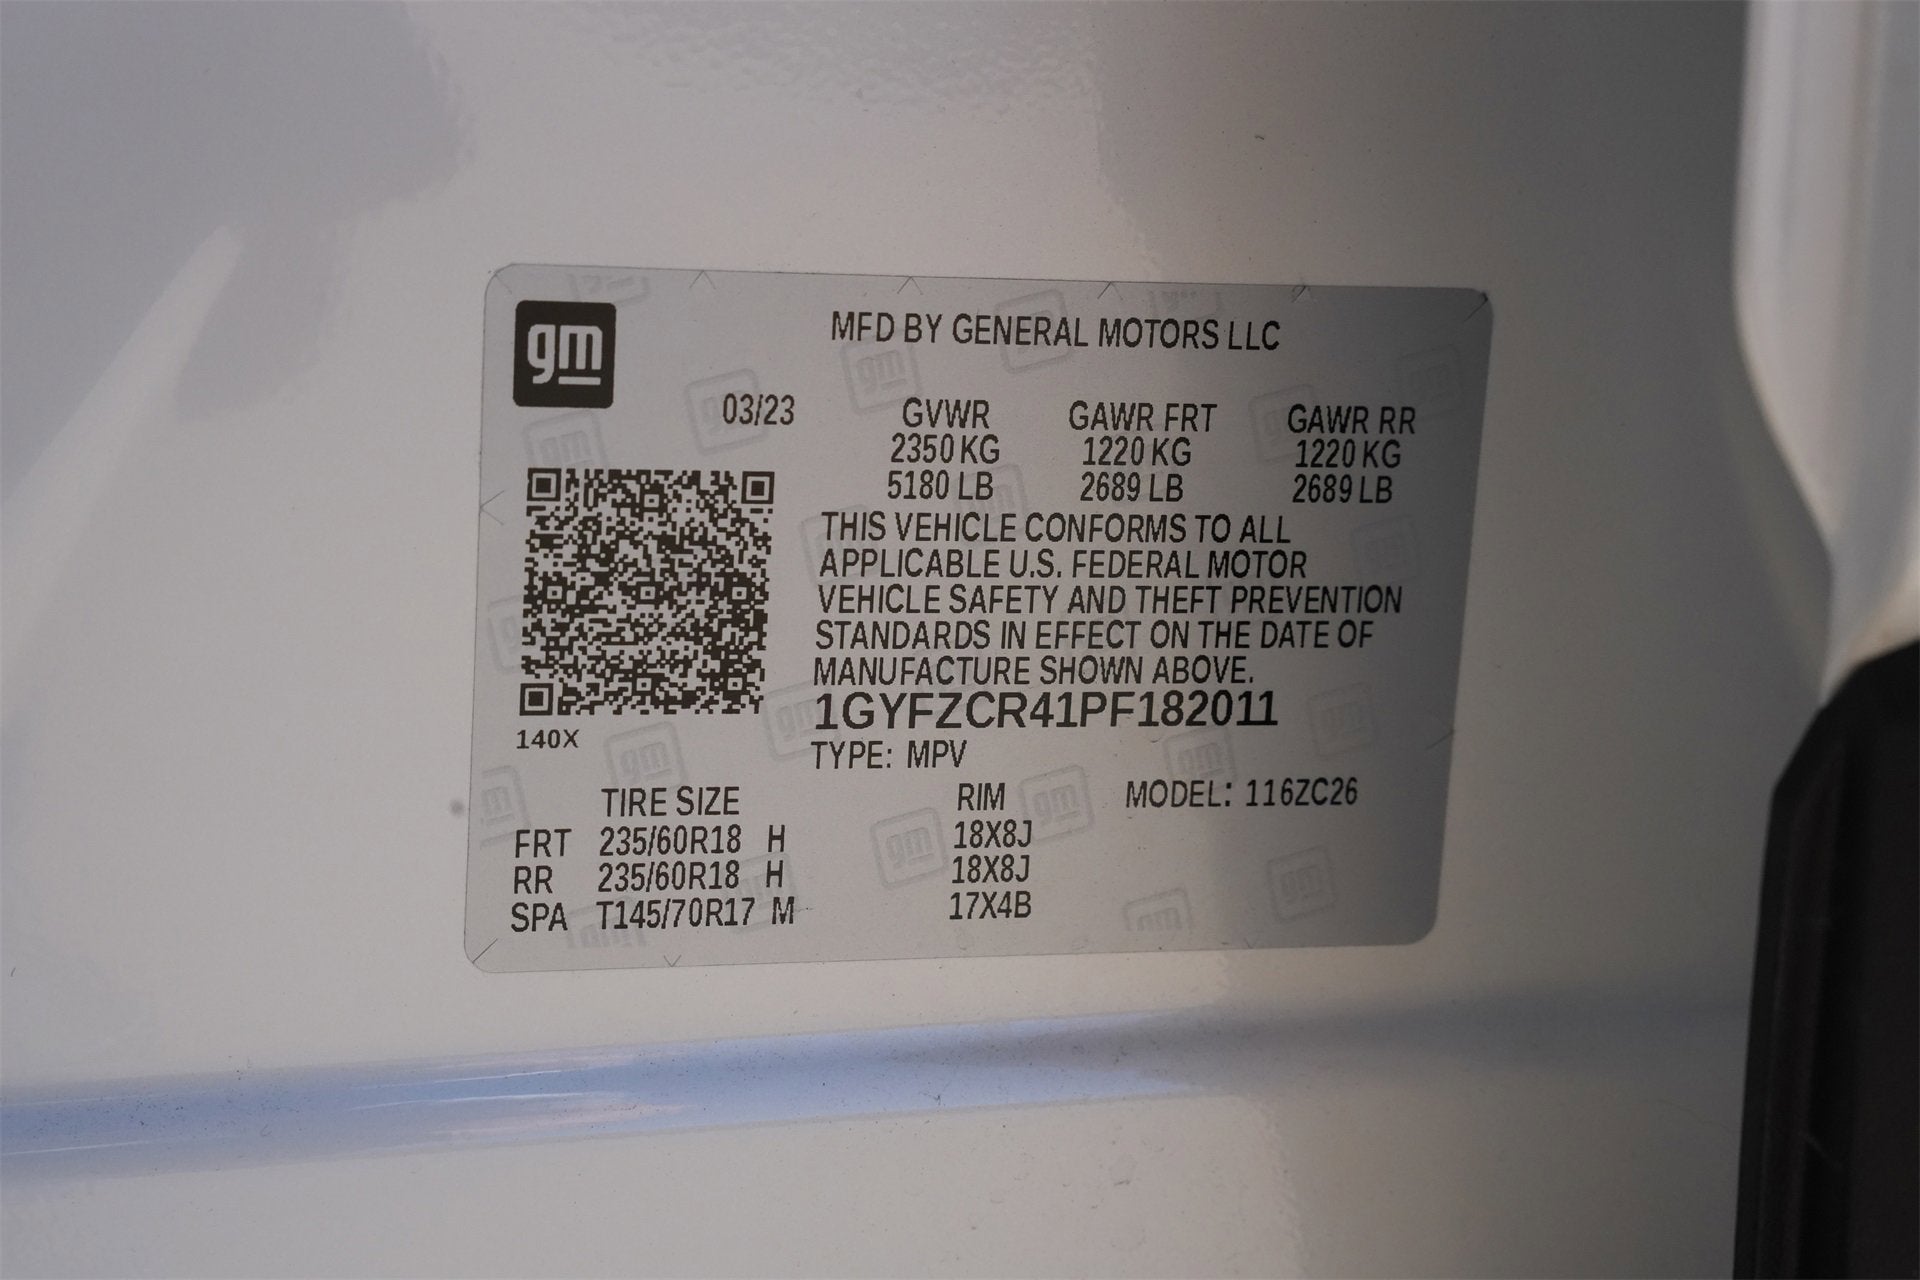 gm
MFD BY GENERAL MOTORS LLC
03/23 GVWR GAWR FRT GAWR RR
2350 KG 1220 KG 1220 KG
5180 LB 2689 LB 2689 LB
THIS VEHICLE CONFORMS TO ALL
APPLICABLE U.S. FEDERAL MOTOR
VEHICLE SAFETY AND THEFT PREVENTION
STANDARDS IN EFFECT ON THE DATE OF
MANUFACTURE SHOWN ABOVE.
1GYFZCR41PF182011
140X
TYPE: MPV
TIRE SIZE RIM MODEL: 116ZC26
FRT 235/60R18 H 18X8J
RR 235/60R18 H 18X8J
SPA T145/70R17 M 17X4B